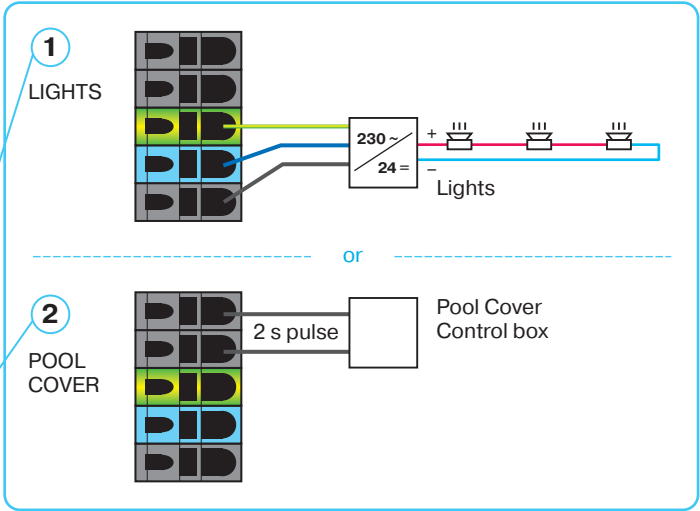 1
LIGHTS
230 ~
24 =
+
−
Lights
or
2
POOL
COVER
2 s pulse
Pool Cover
Control box